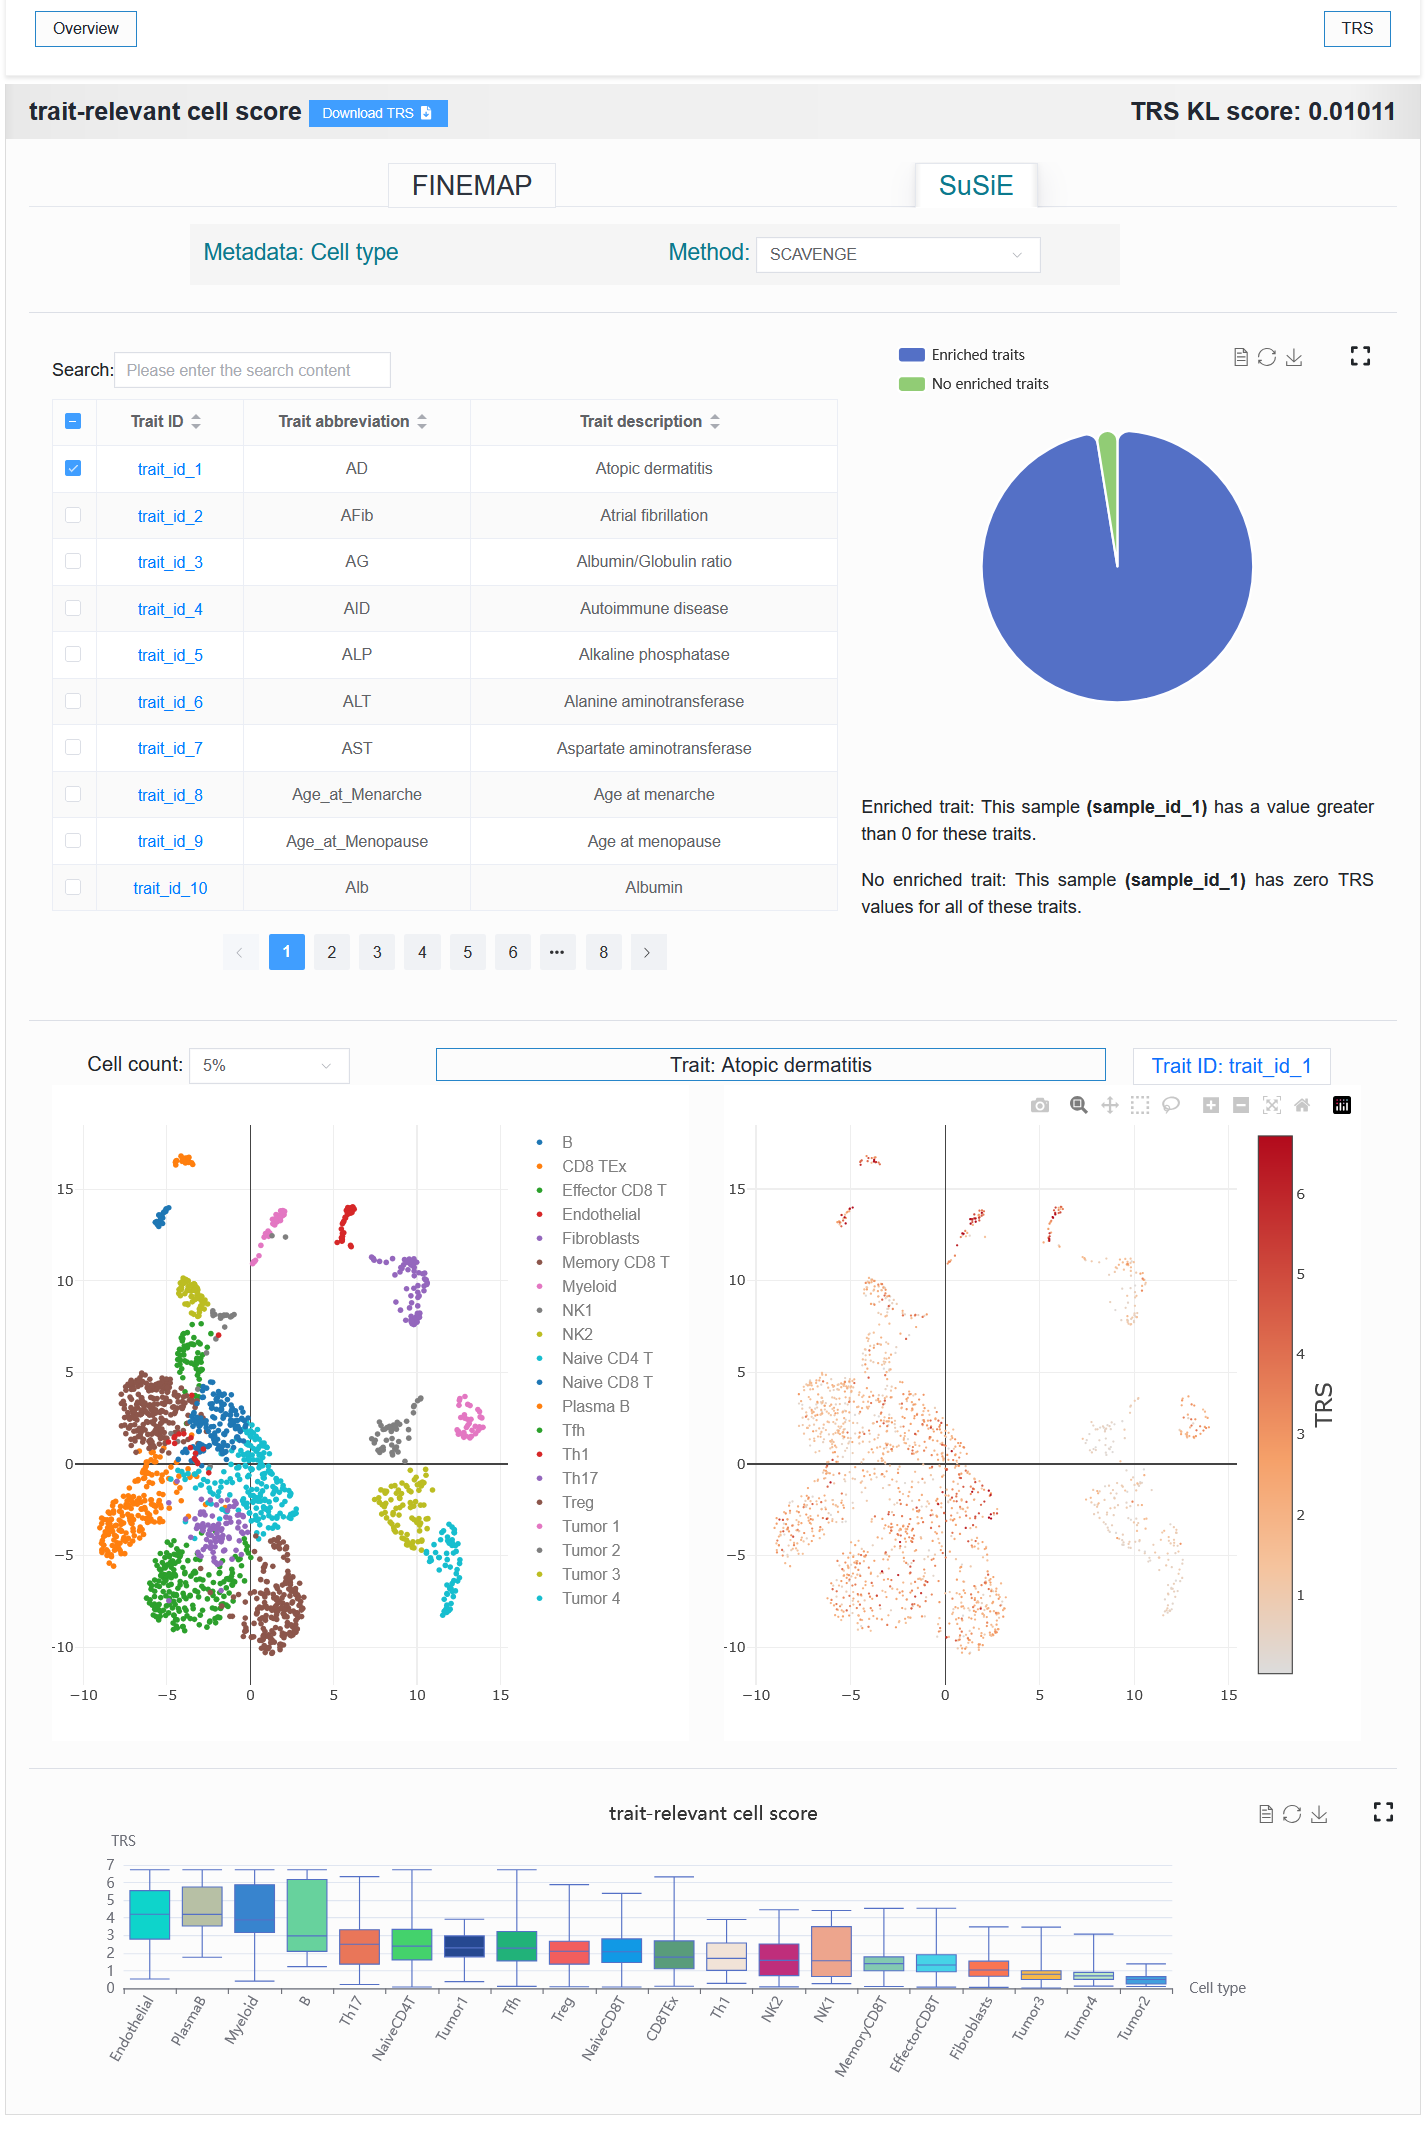 Overview
TRS
trait-relevant cell score
Download TRS
TRS KL score: 0.01011
FINEMAP
SuSiE
Metadata: Cell type
Method: SCAVENGE
Search: Please enter the search content
Trait ID Trait abbreviation Trait description
trait_id_1 AD Atopic dermatitis
trait_id_2 AFib Atrial fibrillation
trait_id_3 AG Albumin/Globulin ratio
trait_id_4 AID Autoimmune disease
trait_id_5 ALP Alkaline phosphatase
trait_id_6 ALT Alanine aminotransferase
trait_id_7 AST Aspartate aminotransferase
trait_id_8 Age_at_Menarche Age at menarche
trait_id_9 Age_at_Menopause Age at menopause
trait_id_10 Alb Albumin
< 1 2 3 4 5 6 ••• 8 >
Enriched traits
No enriched traits
Enriched trait: This sample (sample_id_1) has a value greater
than 0 for these traits.
No enriched trait: This sample (sample_id_1) has zero TRS
values for all of these traits.
Cell count: 5%
Trait: Atopic dermatitis
Trait ID: trait_id_1
15
10
5
0
−5
-10
−10 −5 0 5 10 15
B
CD8 TEx
Effector CD8 T
Endothelial
Fibroblasts
Memory CD8 T
Myeloid
NK1
NK2
Naive CD4 T
Naive CD8 T
Plasma B
Tfh
Th1
Th17
Treg
Tumor 1
Tumor 2
Tumor 3
Tumor 4
15
10
5
0
−5
-10
−10 −5 0 5 10 15
6
5
4
3
2
1
TRS
trait-relevant cell score
TRS
7
6
5
4
3
2
1
0
Endothelial
PlasmaB
Myeloid
B
Th17
NaiveCD4T
Tumor1
Tfh
Treg
NaiveCD8T
CD8TEx
Th1
NK2
NK1
MemoryCD8T
EffectorCD8T
Fibroblasts
Tumor3
Tumor4
Tumor2
Cell type